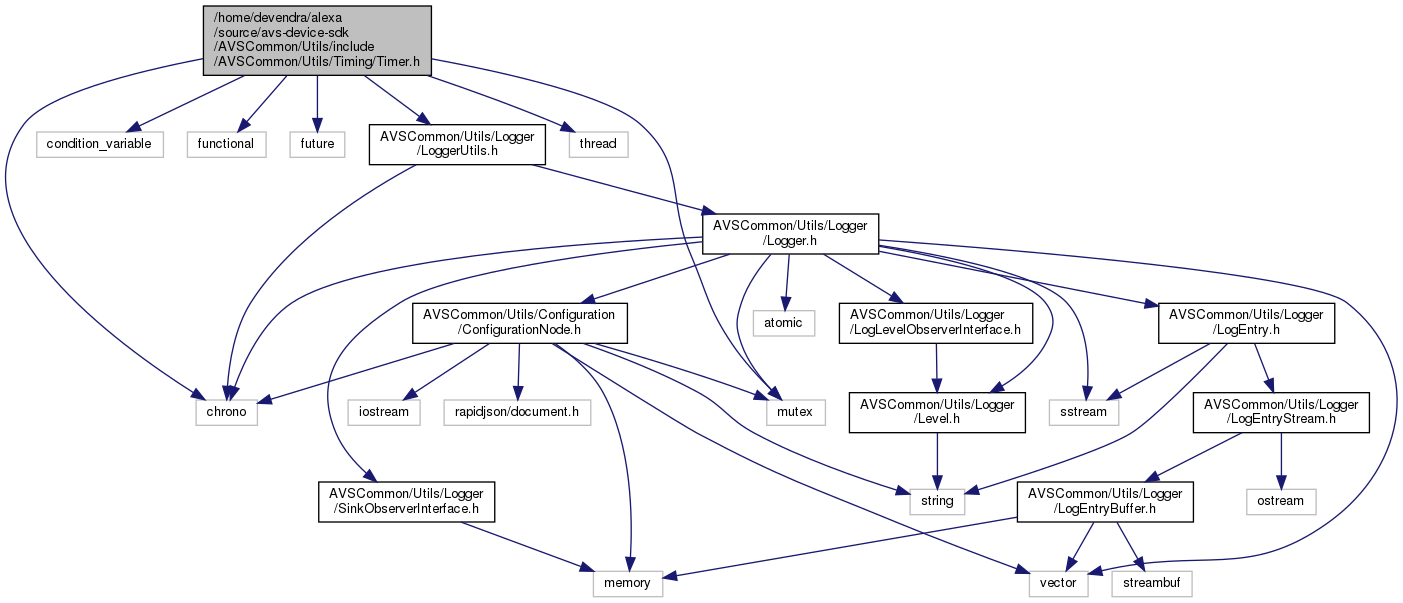 /home/devendra/alexa
/source/avs-device-sdk
/AVSCommon/Utils/include
/AVSCommon/Utils/Timing/Timer.h
condition_variable
functional
future
AVSCommon/Utils/Logger
/LoggerUtils.h
thread
AVSCommon/Utils/Logger
/Logger.h
AVSCommon/Utils/Configuration
/ConfigurationNode.h
atomic
AVSCommon/Utils/Logger
/LogLevelObserverInterface.h
AVSCommon/Utils/Logger
/LogEntry.h
chrono
iostream
rapidjson/document.h
mutex
AVSCommon/Utils/Logger
/Level.h
sstream
AVSCommon/Utils/Logger
/LogEntryStream.h
AVSCommon/Utils/Logger
/SinkObserverInterface.h
string
AVSCommon/Utils/Logger
/LogEntryBuffer.h
ostream
memory
vector
streambuf